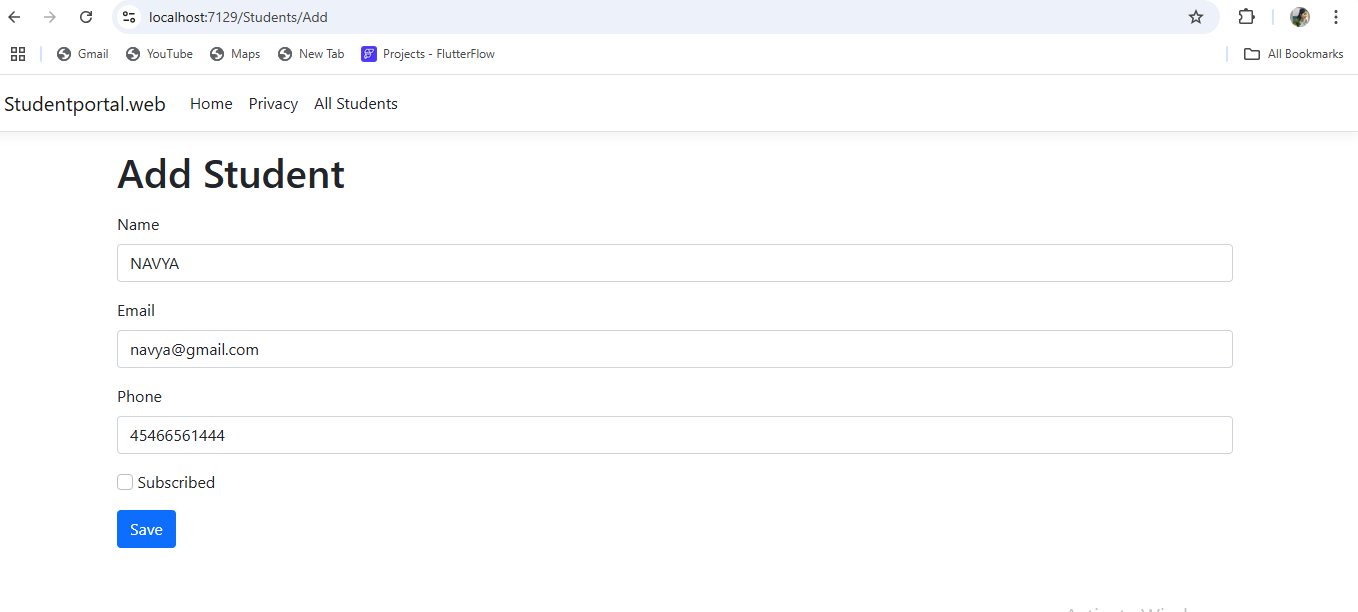 localhost:7129/Students/Add
Gmail YouTube Maps New Tab Projects - FlutterFlow All Bookmarks
Studentportal.web Home Privacy All Students
Add Student
Name
NAVYA
Email
navya@gmail.com
Phone
45466561444
Subscribed
Save